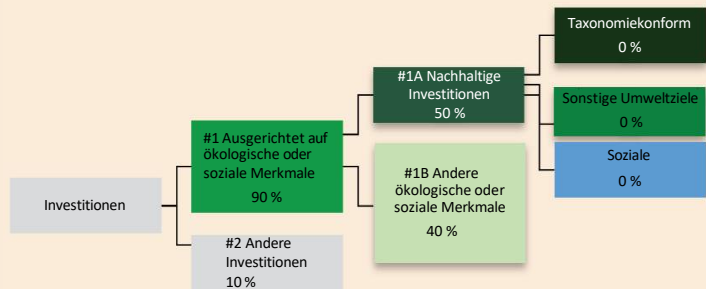 Investitionen
#1 Ausgerichtet auf
ökologische oder
soziale Merkmale
90 %
#2 Andere
Investitionen
10 %
#1A Nachhaltige
Investitionen
50 %
#1B Andere
ökologische oder
soziale Merkmale
40 %
Taxonomiekonform
0 %
Sonstige Umweltziele
0 %
Soziale
0 %